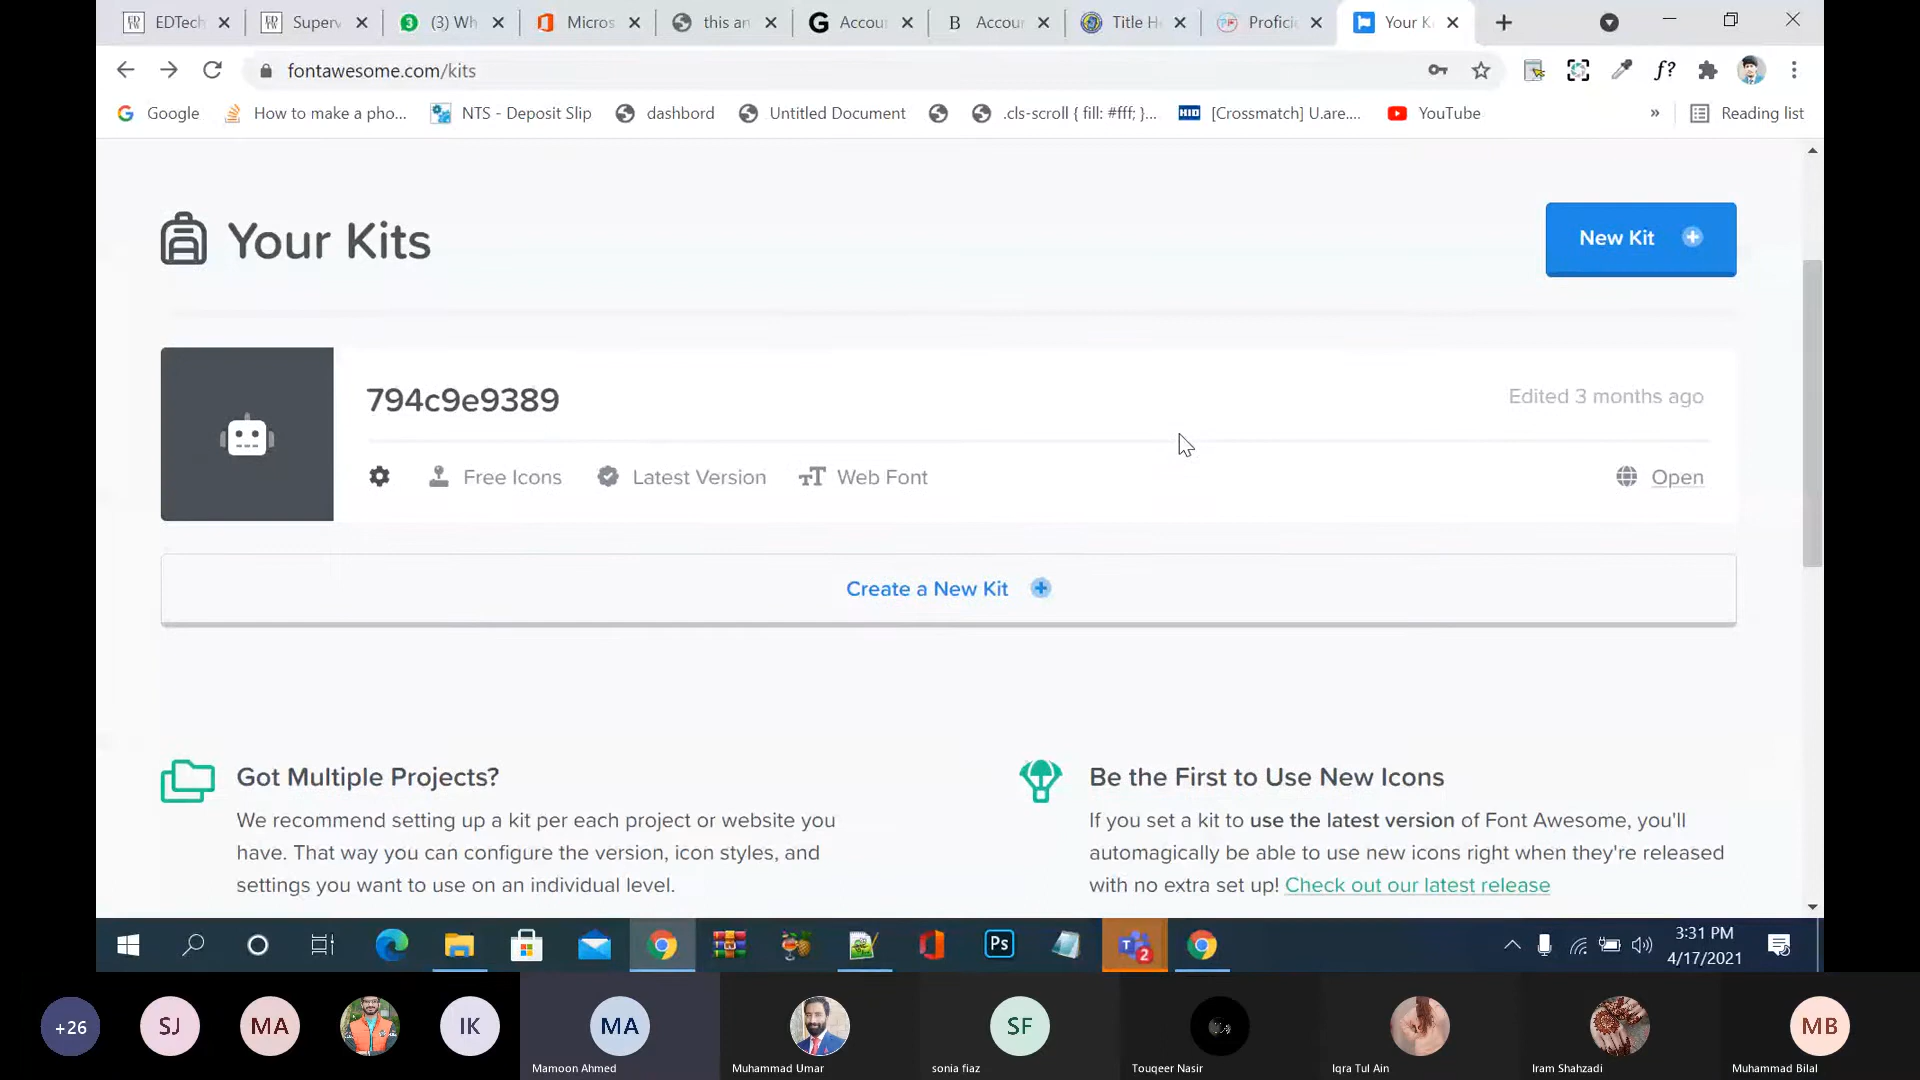 EDTech
Superv
(3) Wh
Micros
this an
Accou
Accou
Title H
Profici
Your K
fontawesome.com/kits
f?
Google
How to make a pho...
NTS - Deposit Slip
dashbord
Untitled Document
.cls-scroll { fill: #fff; }...
HID
[Crossmatch] U.are....
YouTube
»
Reading list
Your Kits
New Kit
794c9e9389
Edited 3 months ago
Free Icons
Latest Version
Web Font
Open
Create a New Kit
Got Multiple Projects?
We recommend setting up a kit per each project or website you
have. That way you can configure the version, icon styles, and
settings you want to use on an individual level.
Be the First to Use New Icons
If you set a kit to use the latest version of Font Awesome, you'll
automagically be able to use new icons right when they're released
with no extra set up! Check out our latest release
Ps
2
3:31 PM
4/17/2021
+26
SJ
MA
IK
MA
Mamoon Ahmed
Muhammad Umar
SF
sonia fiaz
Touqeer Nasir
Iqra Tul Ain
Iram Shahzadi
MB
Muhammad Bilal